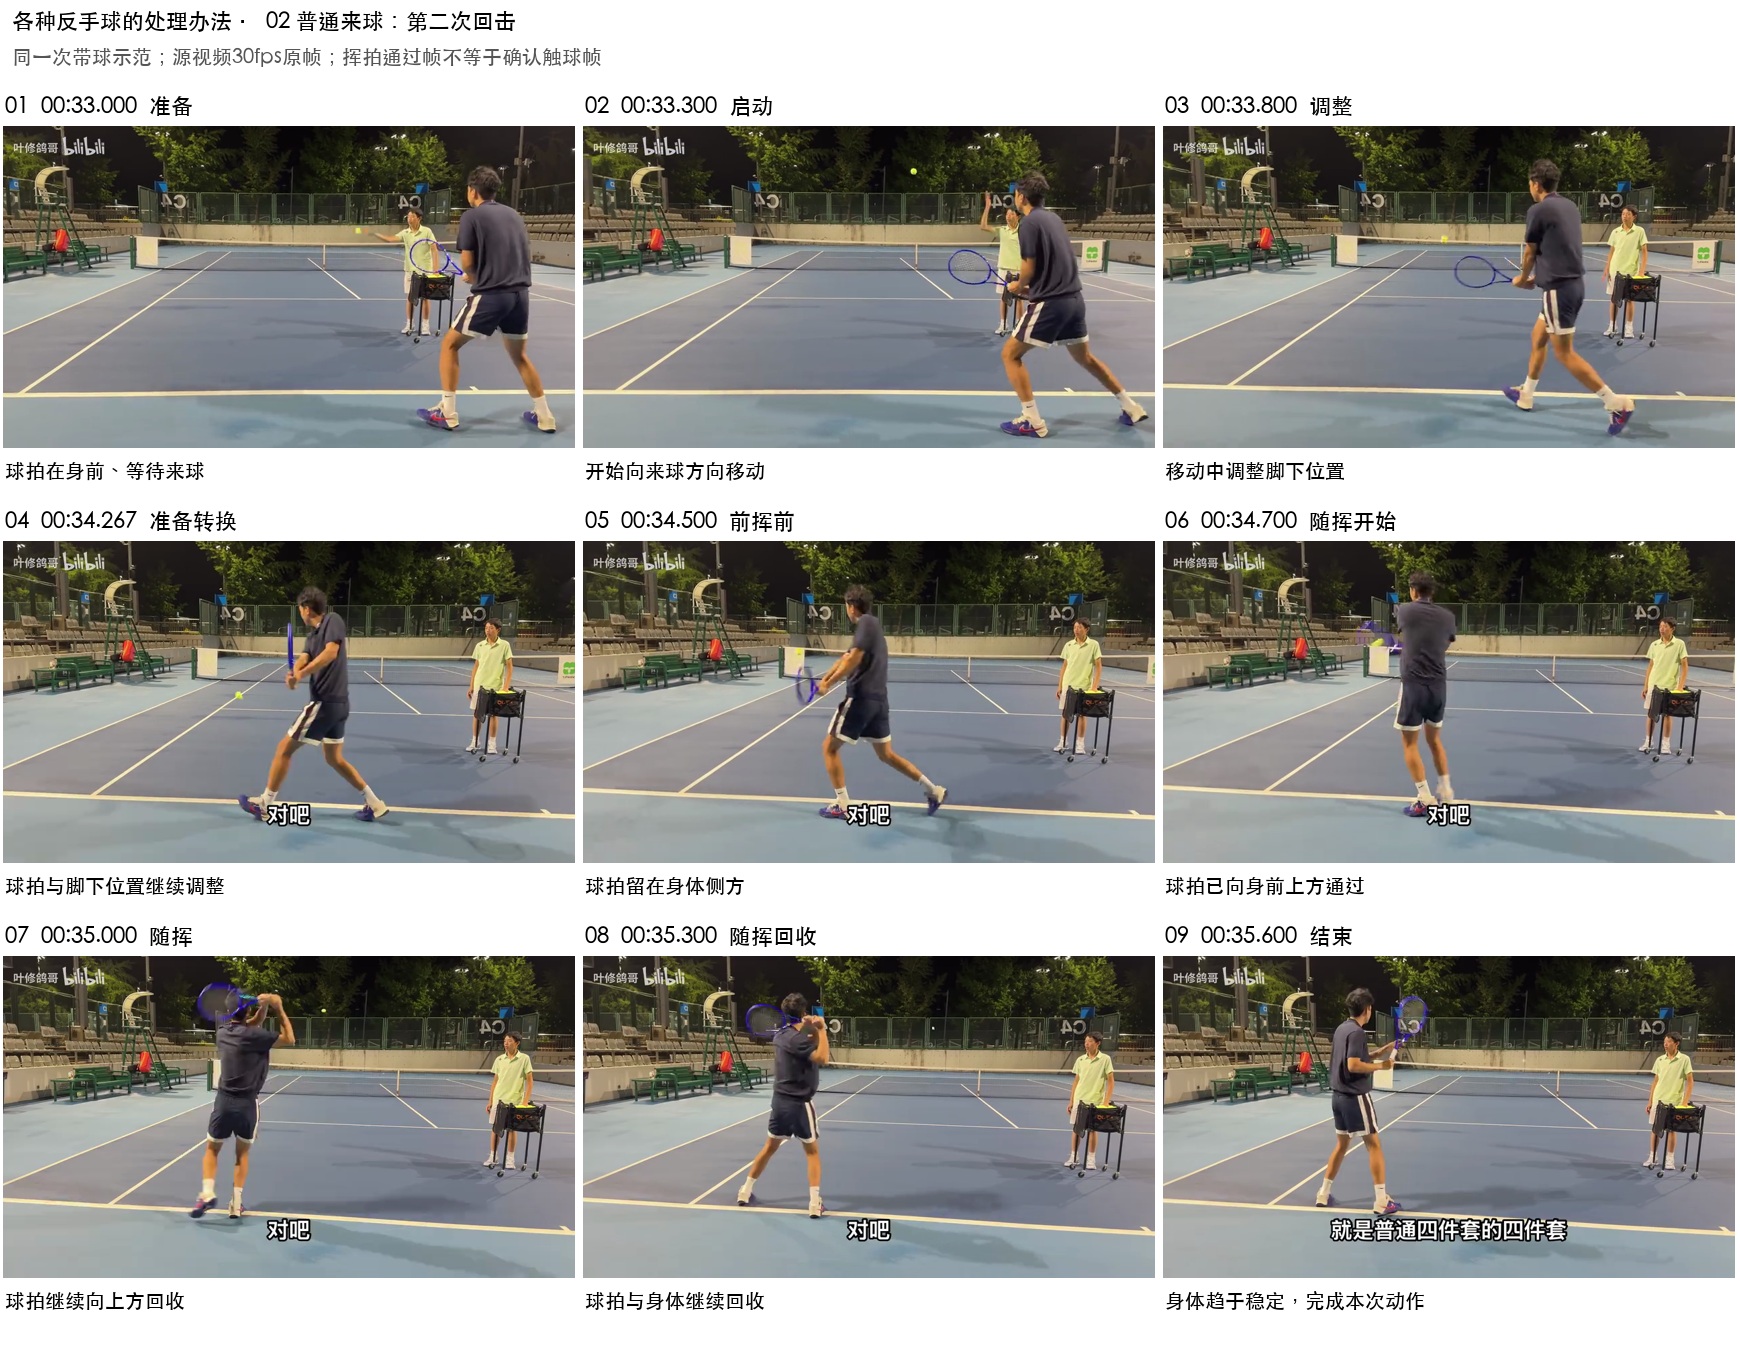 各种反手球的处理办法· 02 普通来球：第二次回击
同一次带球示范；源视频30fps原帧；挥拍通过帧不等于确认触球帧
01 00:33.000 准备
02 00:33.300 启动
03 00:33.800 调整
叶修鸽哥 bilibili
C4
叶修鸽哥 bilibili
C4
叶修鸽哥 bilibili
C4
球拍在身前、等待来球
开始向来球方向移动
移动中调整脚下位置
04 00:34.267 准备转换
05 00:34.500 前挥前
06 00:34.700 随挥开始
叶修鸽哥 bilibili
C4
C4
对吧
叶修鸽哥 bilibili
C4
C4
对吧
叶修鸽哥 bilibili
C4
对吧
球拍与脚下位置继续调整
球拍留在身体侧方
球拍已向身前上方通过
07 00:35.000 随挥
08 00:35.300 随挥回收
09 00:35.600 结束
叶修鸽哥 bilibili
C4
对吧
叶修鸽哥 bilibili
C4
C4
对吧
叶修鸽哥 bilibili
C4
C4
就是普通四件套的四件套
球拍继续向上方回收
球拍与身体继续回收
身体趋于稳定，完成本次动作